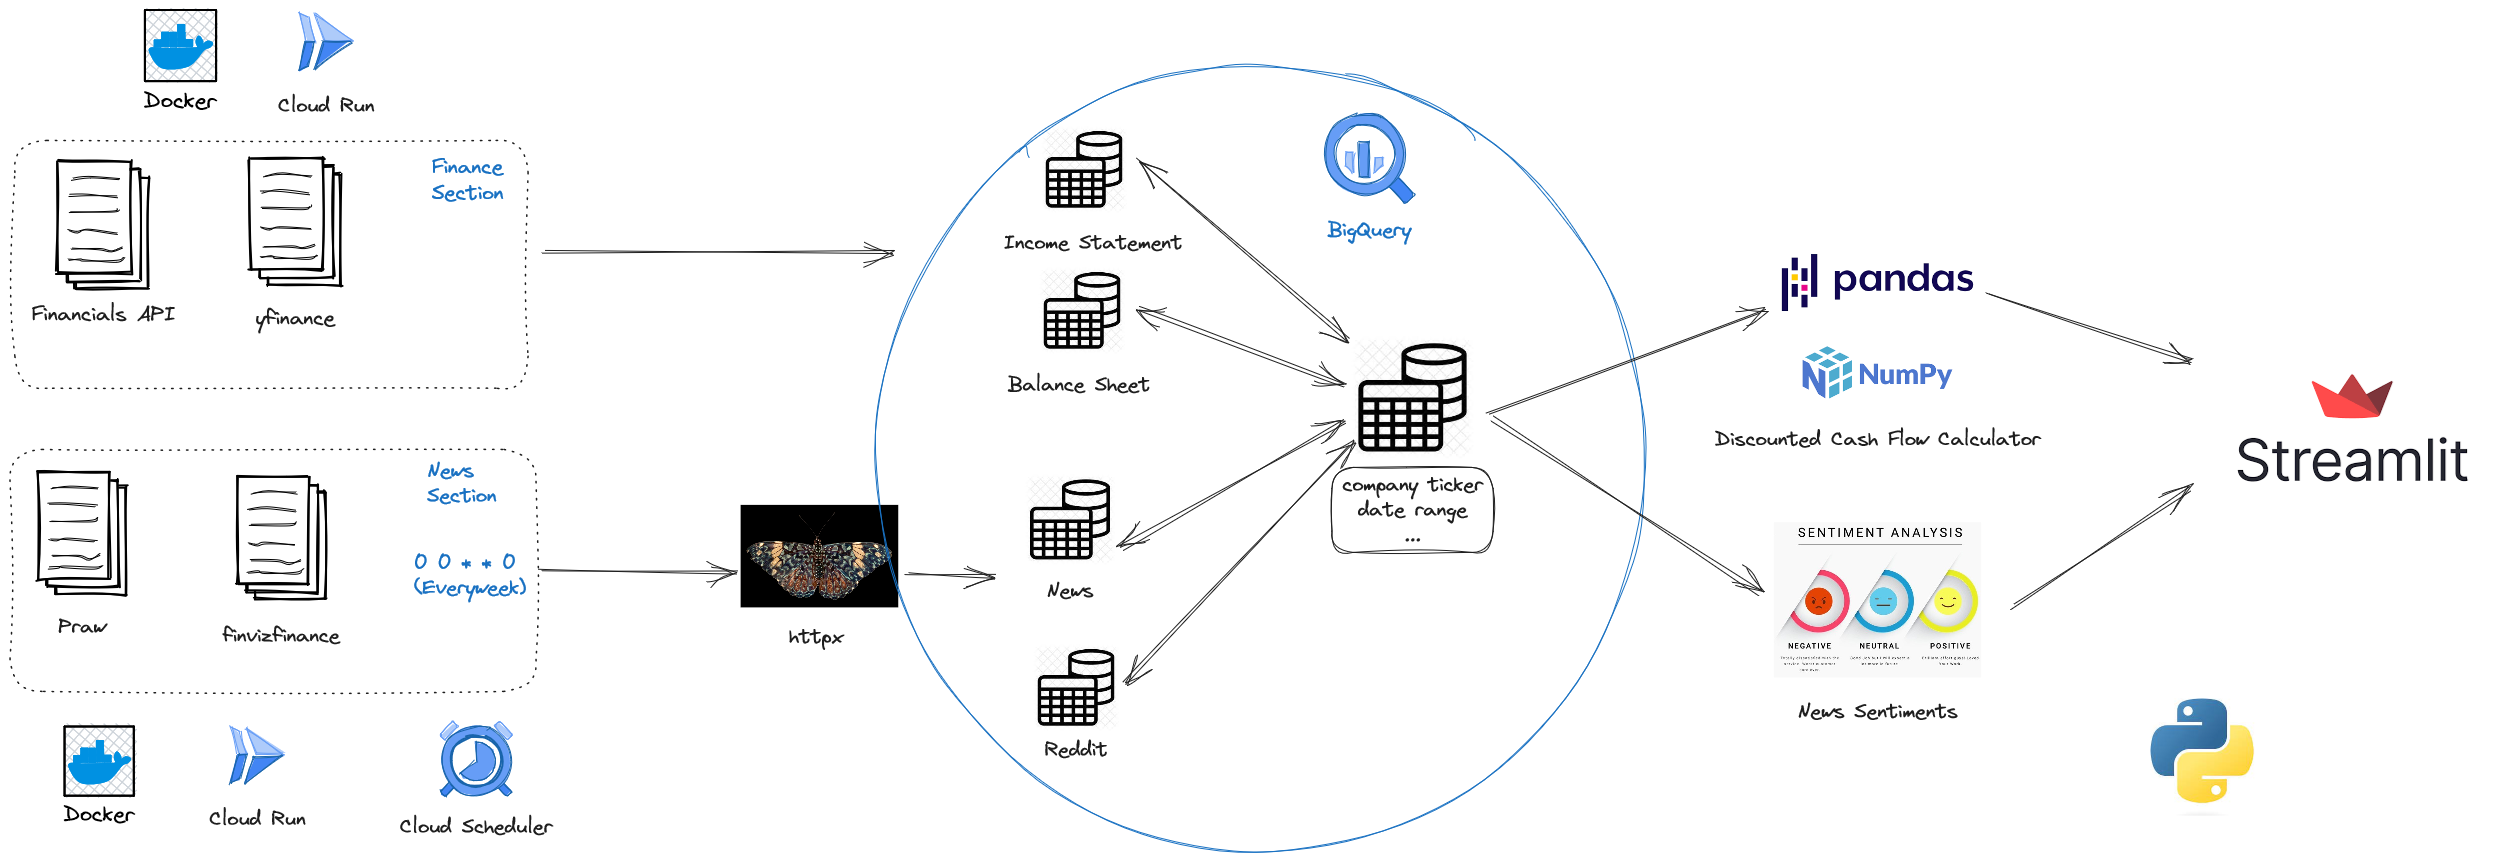 Docker
Cloud Run
Finance
Section
Financials API
yfinance
News
Section
0 0 * * 0
(Everyweek)
Praw
finvizfinance
Docker
Cloud Run
Cloud Scheduler
httpx
BigQuery
Income Statement
Balance Sheet
News
Reddit
company ticker
date range
...
pandas
NumPy
Discounted Cash Flow Calculator
SENTIMENT ANALYSIS
NEGATIVE
NEUTRAL
POSITIVE
News Sentiments
Streamlit